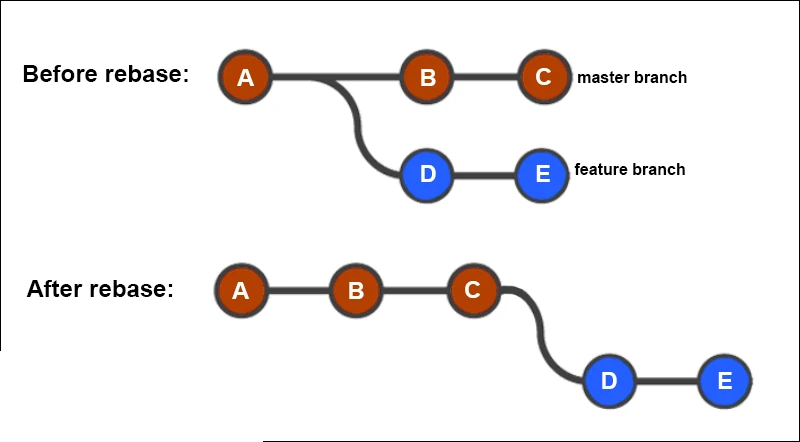 Before rebase: A B C master branch
D E feature branch
After rebase: A B C
D E